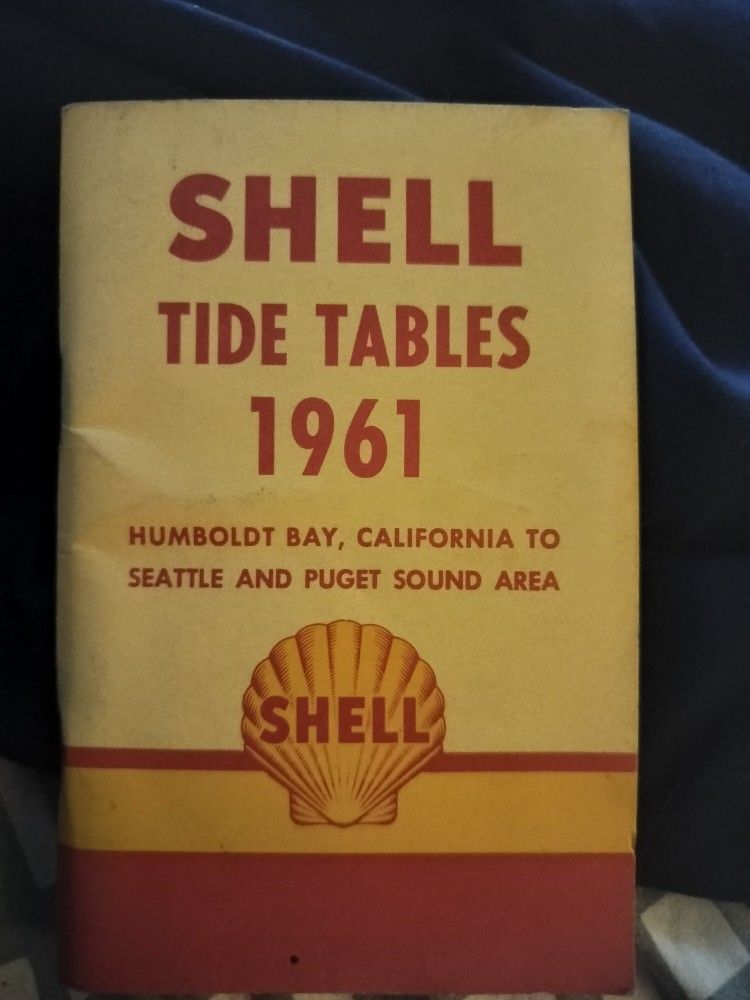 SHELL
TIDE TABLES
1961
HUMBOLDT BAY, CALIFORNIA TO
SEATTLE AND PUGET SOUND AREA
SHELL